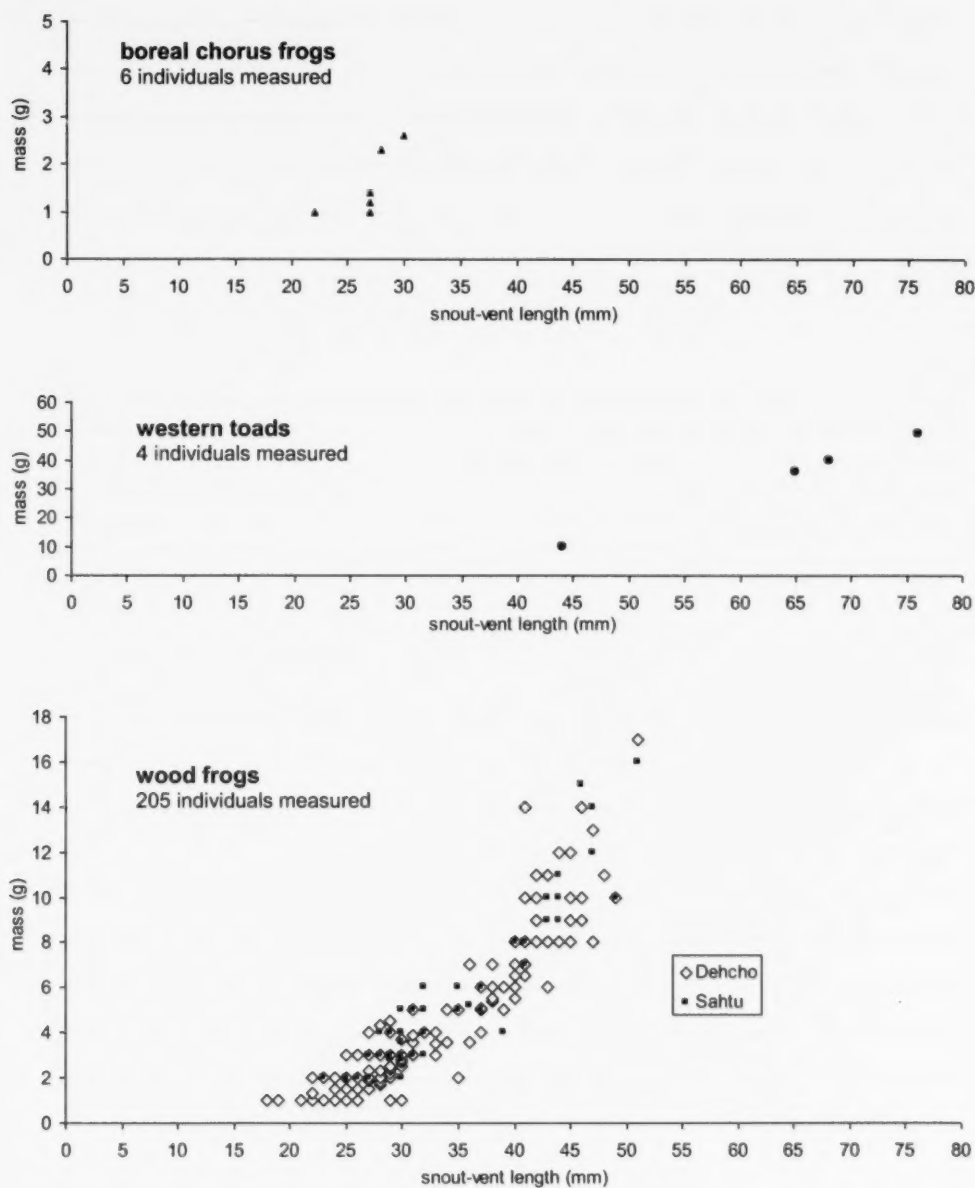 5
4
3
2
1
0
mass (g)
boreal chorus frogs
6 individuals measured
0 5 10 15 20 25 30 35 40 45 50 55 60 65 70 75 80
snout-vent length (mm)
60
50
40
30
20
10
0
mass (g)
western toads
4 individuals measured
0 5 10 15 20 25 30 35 40 45 50 55 60 65 70 75 80
snout-vent length (mm)
18
16
14
12
10
8
6
4
2
0
mass (g)
wood frogs
205 individuals measured
Dehcho
Sahtu
0 5 10 15 20 25 30 35 40 45 50 55 60 65 70 75 80
snout-vent length (mm)